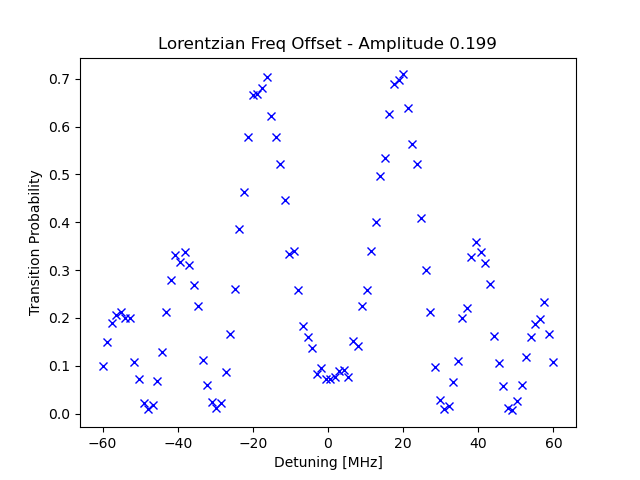 Lorentzian Freq Offset - Amplitude 0.199
Transition Probability
0.7
0.6
0.5
0.4
0.3
0.2
0.1
0.0
−60 −40 −20 0 20 40 60
Detuning [MHz]